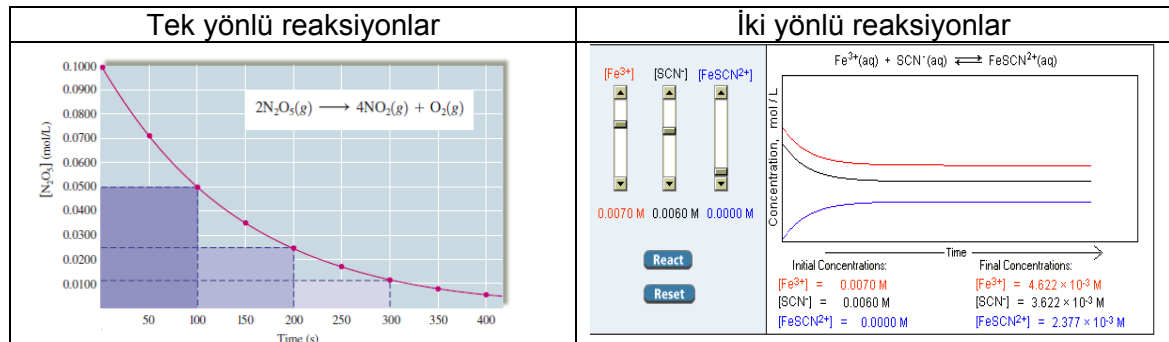 Tek yönlü reaksiyonlar
0.1000
0.0900
0.0700
0.0600
0.0500
0.0400
0.0300
0.0200
0.0100
[N₂O₅] (mol/L)
2N₂O₅(g) ⟶ 4NO₂(g) + O₂(g)
50 100 150 200 250 300 350 400
Time (s)
İki yönlü reaksiyonlar
Fe³⁺(aq) + SCN⁻(aq) ⇄ FeSCN²⁺(aq)
[Fe³⁺] [SCN⁻] [FeSCN²⁺]
0.0070 M 0.0060 M 0.0000 M
React
Reset
Concentration, mol / L
Time
Initial Concentrations:
[Fe³⁺] = 0.0070 M
[SCN⁻] = 0.0060 M
[FeSCN²⁺] = 0.0000 M
Final Concentrations:
[Fe³⁺] = 4.622 × 10⁻³ M
[SCN⁻] = 3.622 × 10⁻³ M
[FeSCN²⁺] = 2.377 × 10⁻³ M